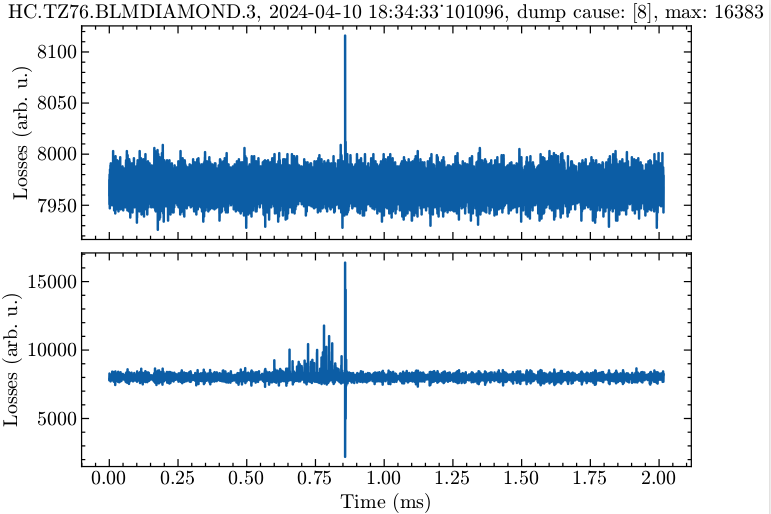 HC.TZ76.BLMDIAMOND.3, 2024-04-10 18:34:33˙101096, dump cause: [8], max: 16383
8100
8050
8000
7950
Losses (arb. u.)
15000
10000
5000
Losses (arb. u.)
0.00 0.25 0.50 0.75 1.00 1.25 1.50 1.75 2.00
Time (ms)